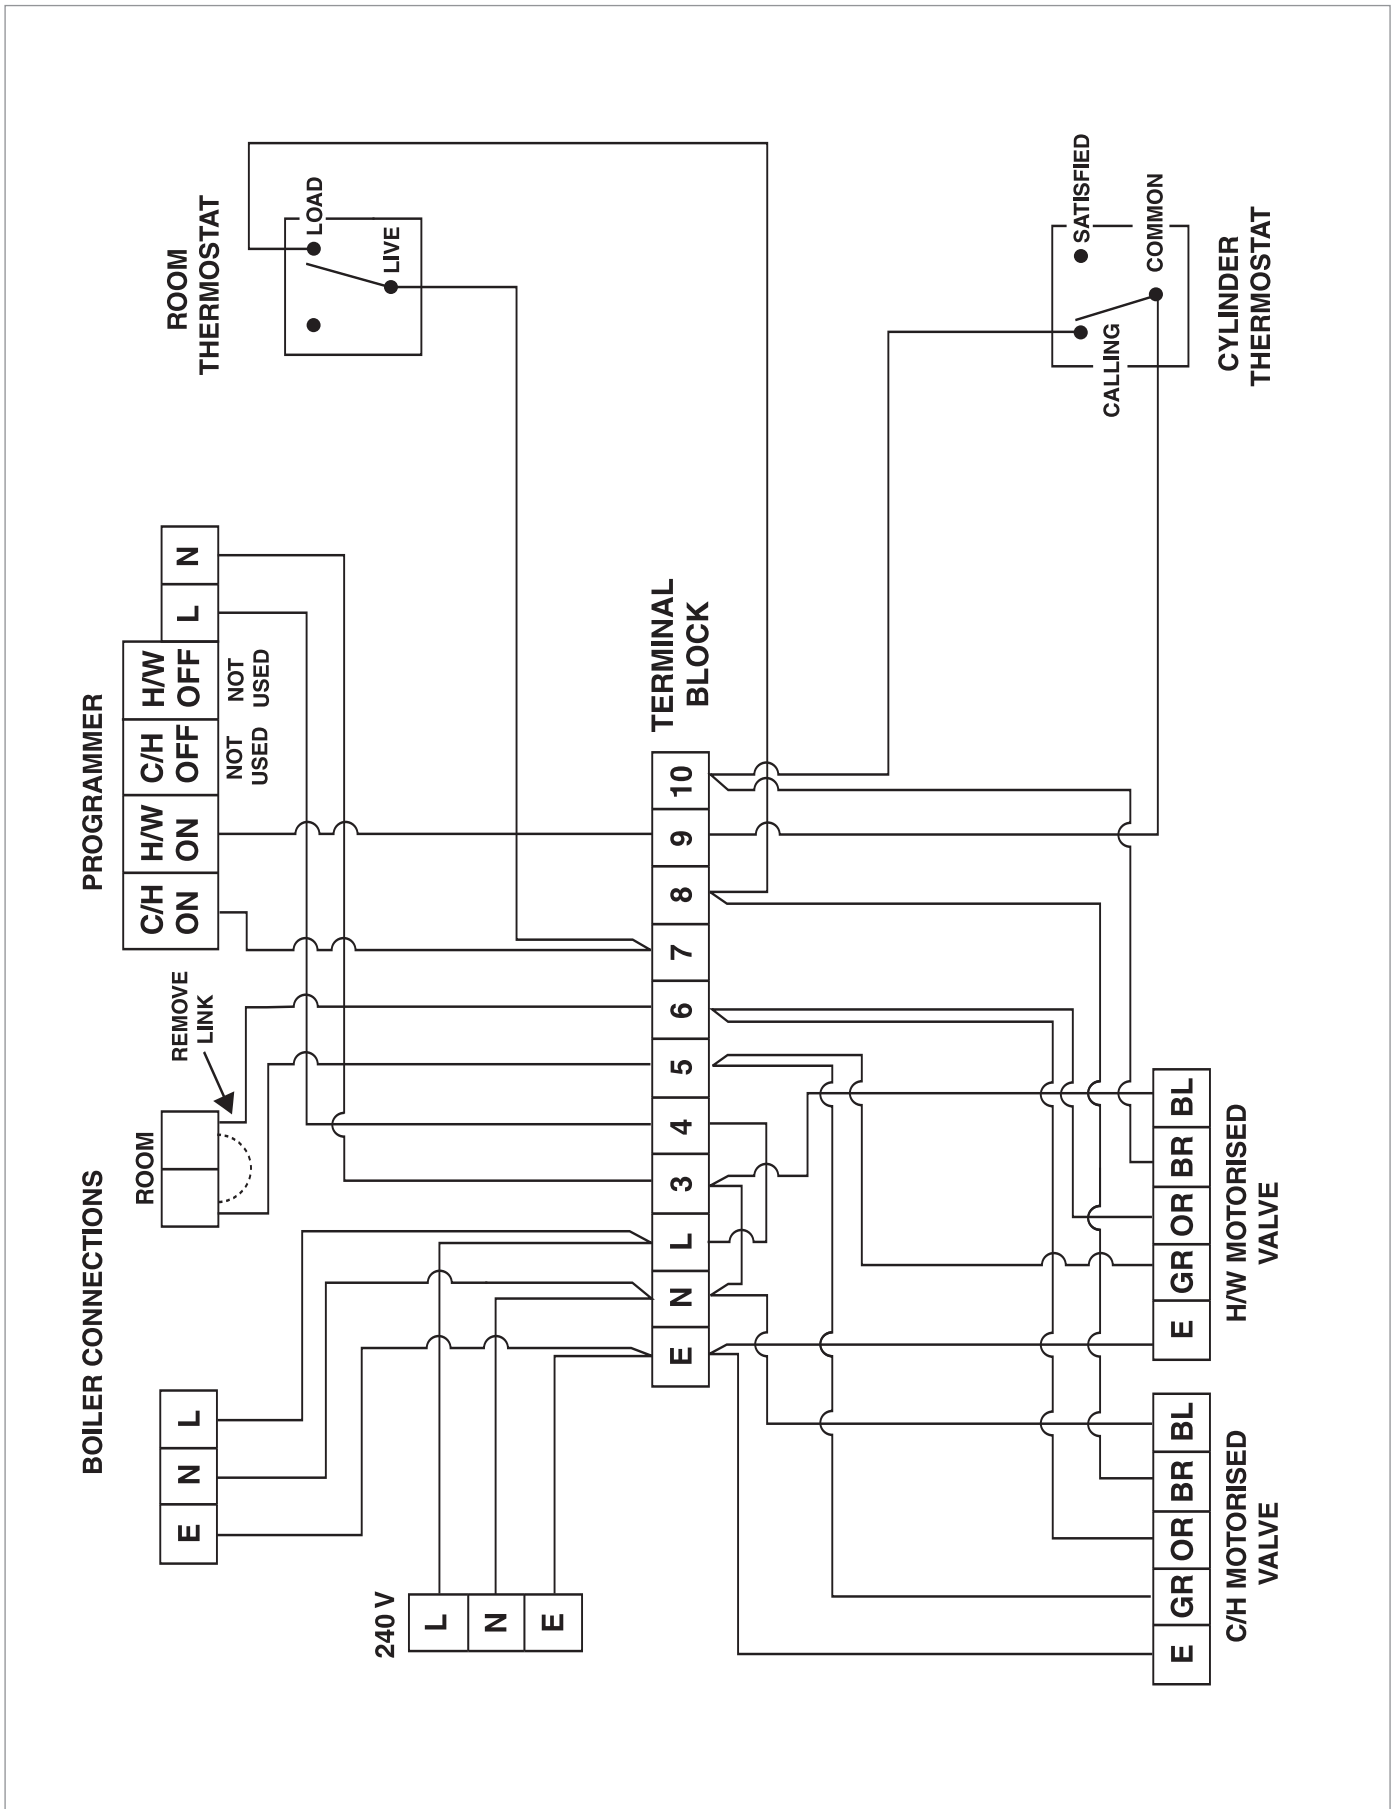 BOILER CONNECTIONS
E
N
L
ROOM
REMOVE
LINK
PROGRAMMER
C/H
ON
H/W
ON
C/H
OFF
H/W
OFF
L
N
NOT
USED
NOT
USED
ROOM
THERMOSTAT
LOAD
LIVE
240 V
L
N
E
TERMINAL
BLOCK
E
N
L
3
4
5
6
7
8
9
10
SATISFIED
CALLING
COMMON
CYLINDER
THERMOSTAT
E
GR
OR
BR
BL
C/H MOTORISED
VALVE
E
GR
OR
BR
BL
H/W MOTORISED
VALVE